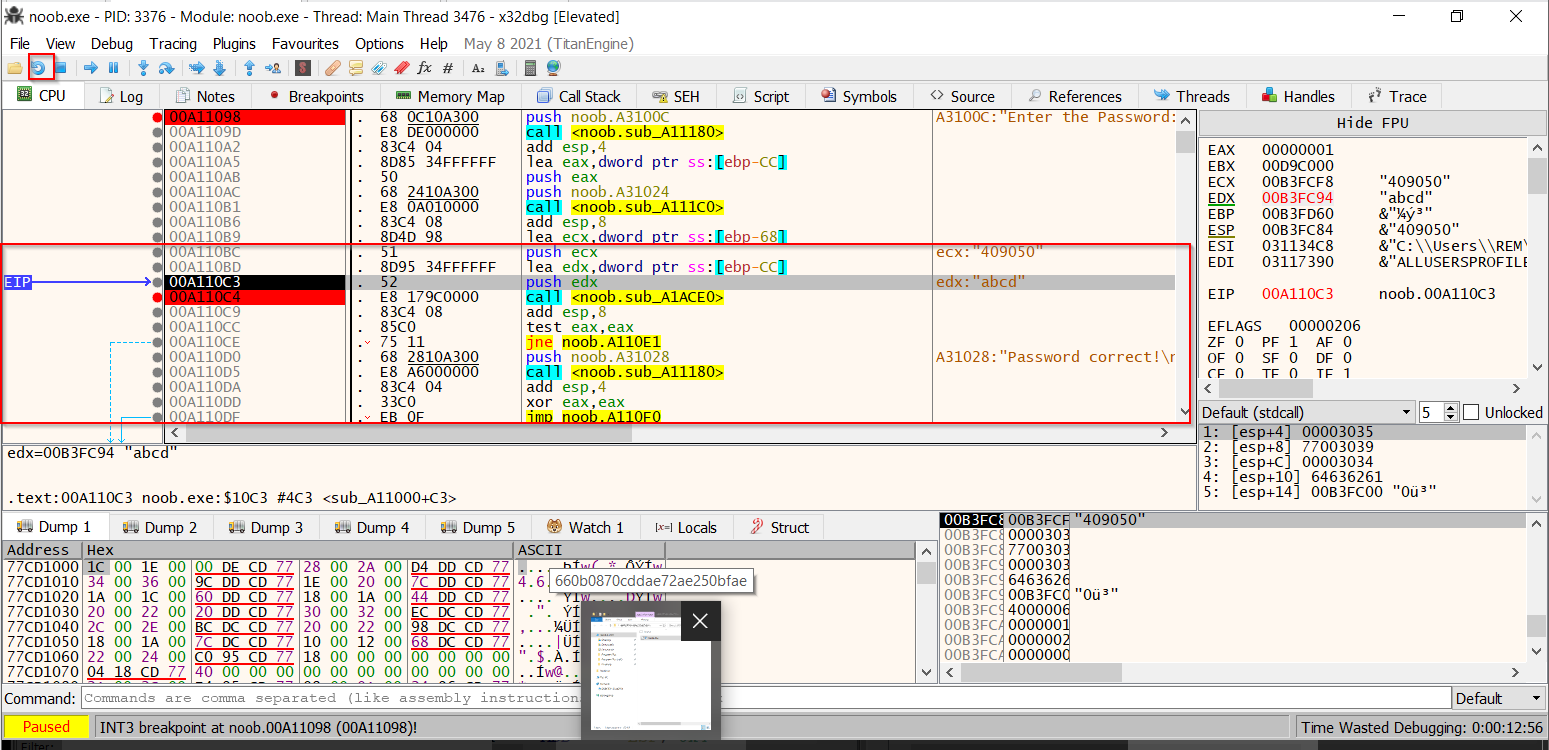 noob.exe - PID: 3376 - Module: noob.exe - Thread: Main Thread 3476 - x32dbg [Elevated]
File View Debug Tracing Plugins Favourites Options Help May 8 2021 (TitanEngine)
CPU Log Notes Breakpoints Memory Map Call Stack SEH Script Symbols Source References Threads Handles Trace
00A11098 . 68 0C10A300 push noob.A3100C A3100C:"Enter the Password:
00A1109D . E8 DE000000 call <noob.sub_A11180>
00A110A2 . 83C4 04 add esp,4
00A110A5 . 8D85 34FFFFFF lea eax,dword ptr ss:[ebp-CC]
00A110AB . 50 push eax
00A110AC . 68 2410A300 push noob.A31024
00A110B1 . E8 0A010000 call <noob.sub_A111C0>
00A110B6 . 83C4 08 add esp,8
00A110B9 . 8D4D 98 lea ecx,dword ptr ss:[ebp-68]
00A110BC . 51 push ecx ecx:"409050"
00A110BD . 8D95 34FFFFFF lea edx,dword ptr ss:[ebp-CC]
EIP 00A110C3 . 52 push edx edx:"abcd"
00A110C4 . E8 179C0000 call <noob.sub_A1ACE0>
00A110C9 . 83C4 08 add esp,8
00A110CC . 85C0 test eax,eax
00A110CE . 75 11 jne noob.A110E1
00A110D0 . 68 2810A300 push noob.A31028 A31028:"Password correct!\r
00A110D5 . E8 A6000000 call <noob.sub_A11180>
00A110DA . 83C4 04 add esp,4
00A110DD . 33C0 xor eax,eax
00A110DF . EB 0F jmp noob.A110F0
Hide FPU
EAX 00000001
EBX 00D9C000
ECX 00B3FCF8 "409050"
EDX 00B3FC94 "abcd"
EBP 00B3FD60 &"¼ý³"
ESP 00B3FC84 &"409050"
ESI 031134C8 &"C:\\Users\\REM\
EDI 03117390 &"ALLUSERSPROFILE
EIP 00A110C3 noob.00A110C3
EFLAGS 00000206
ZF 0 PF 1 AF 0
OF 0 SF 0 DF 0
CF 0 TF 0 IF 1
Default (stdcall) 5 Unlocked
1: [esp+4] 00003035
2: [esp+8] 77003039
3: [esp+C] 00003034
4: [esp+10] 64636261
5: [esp+14] 00B3FC00 "0ü³"
edx=00B3FC94 "abcd"
.text:00A110C3 noob.exe:$10C3 #4C3 <sub_A11000+C3>
Dump 1 Dump 2 Dump 3 Dump 4 Dump 5 Watch 1 [x=] Locals Struct
Address Hex ASCII
77CD1000 1C 00 1E 00 00 DE CD 77 28 00 2A 00 D4 DD CD 77
77CD1010 34 00 36 00 9C DD CD 77 1E 00 20 00 7C DD CD 77 4.6.
77CD1020 1A 00 1C 00 60 DD CD 77 18 00 1A 00 44 DD CD 77
77CD1030 20 00 22 00 20 DD CD 77 30 00 32 00 EC DC CD 77
77CD1040 2C 00 2E 00 BC DC CD 77 20 00 22 00 98 DC CD 77 ,...¼ÜÍ
77CD1050 18 00 1A 00 7C DC CD 77 10 00 12 00 68 DC CD 77 ....|ÜÍ
77CD1060 22 00 24 00 C0 95 CD 77 18 00 00 00 00 00 00 00 ".$.À.Í
77CD1070 04 18 CD 77 40 00 00 00 00 00 00 00 00 00 00 00 ..Íw@...
660b0870cddae72ae250bfae
00B3FC8 00B3FCF "409050"
00B3FC8 0000303
00B3FC8 7700303
00B3FC9 0000303
00B3FC9 6463626
00B3FC9 00B3FC0 "0ü³"
00B3FC9 4000006
00B3FCA 0000001
00B3FCA 0000002
00B3FCA 0000000
Command: Commands are comma separated (like assembly instruction Default
Paused INT3 breakpoint at noob.00A11098 (00A11098)! Time Wasted Debugging: 0:00:12:56